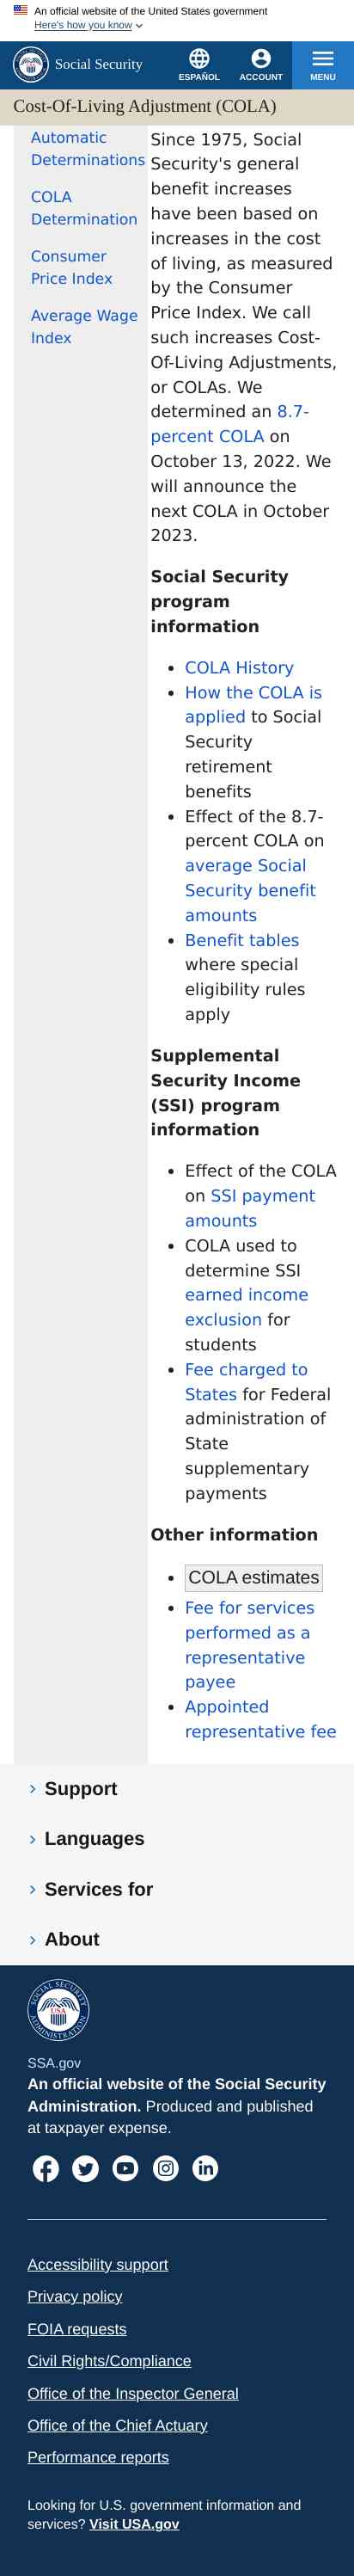 An official website of the United States government
Here's how you know
Social Security
ESPAÑOL
ACCOUNT
MENU
Cost-Of-Living Adjustment (COLA)
Automatic
Determinations
COLA
Determination
Consumer
Price Index
Average Wage
Index
Since 1975, Social
Security's general
benefit increases
have been based on
increases in the cost
of living, as measured
by the Consumer
Price Index. We call
such increases Cost-
Of-Living Adjustments,
or COLAs. We
determined an 8.7-
percent COLA on
October 13, 2022. We
will announce the
next COLA in October
2023.
Social Security
program
information
• COLA History
• How the COLA is
applied to Social
Security
retirement
benefits
• Effect of the 8.7-
percent COLA on
average Social
Security benefit
amounts
• Benefit tables
where special
eligibility rules
apply
Supplemental
Security Income
(SSI) program
information
• Effect of the COLA
on SSI payment
amounts
• COLA used to
determine SSI
earned income
exclusion for
students
• Fee charged to
States for Federal
administration of
State
supplementary
payments
Other information
• COLA estimates
• Fee for services
performed as a
representative
payee
• Appointed
representative fee
Support
Languages
Services for
About
SOCIAL SECURITY
USA
ADMINISTRATION
SSA.gov
An official website of the Social Security
Administration. Produced and published
at taxpayer expense.
Accessibility support
Privacy policy
FOIA requests
Civil Rights/Compliance
Office of the Inspector General
Office of the Chief Actuary
Performance reports
Looking for U.S. government information and
services? Visit USA.gov